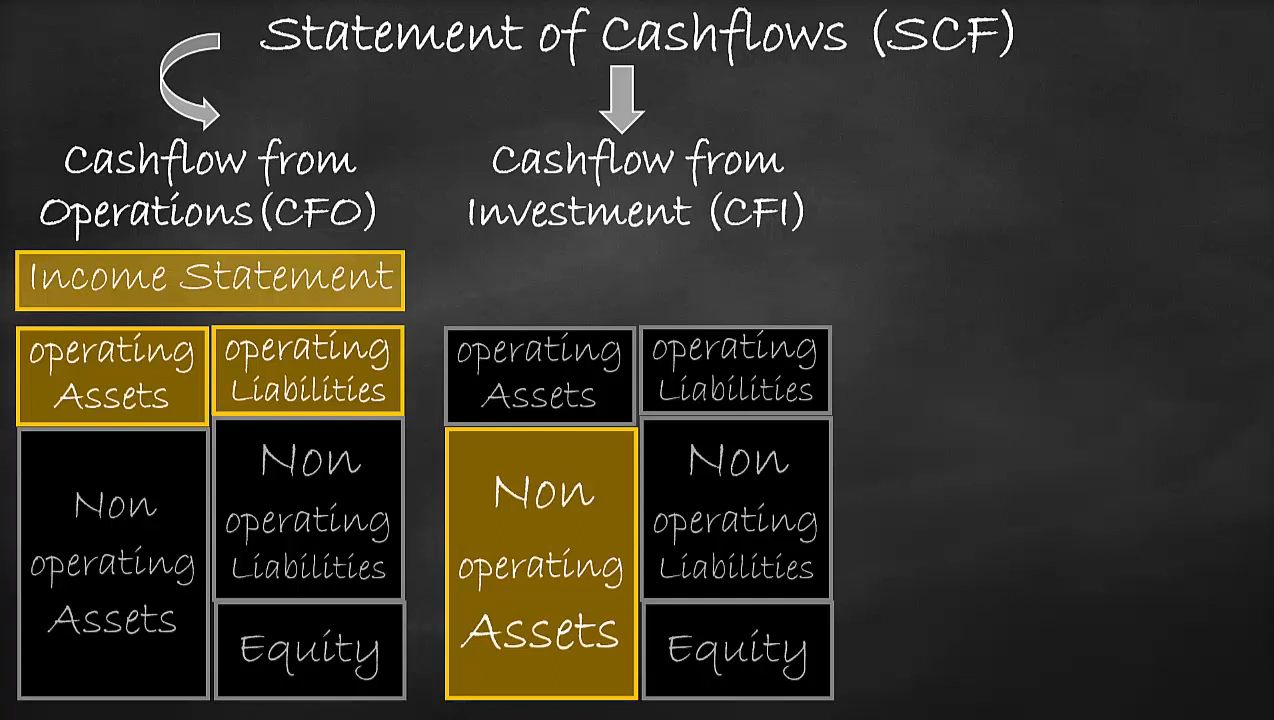 Statement of Cashflows (SCF)
Cashflow from
Operations(CFO)
Income Statement
operating
Assets
operating
Liabilities
Non
operating
Assets
Non
operating
Liabilities
Equity
Cashflow from
Investment (CFI)
operating
Assets
operating
Liabilities
Non
operating
Assets
Non
operating
Liabilities
Equity